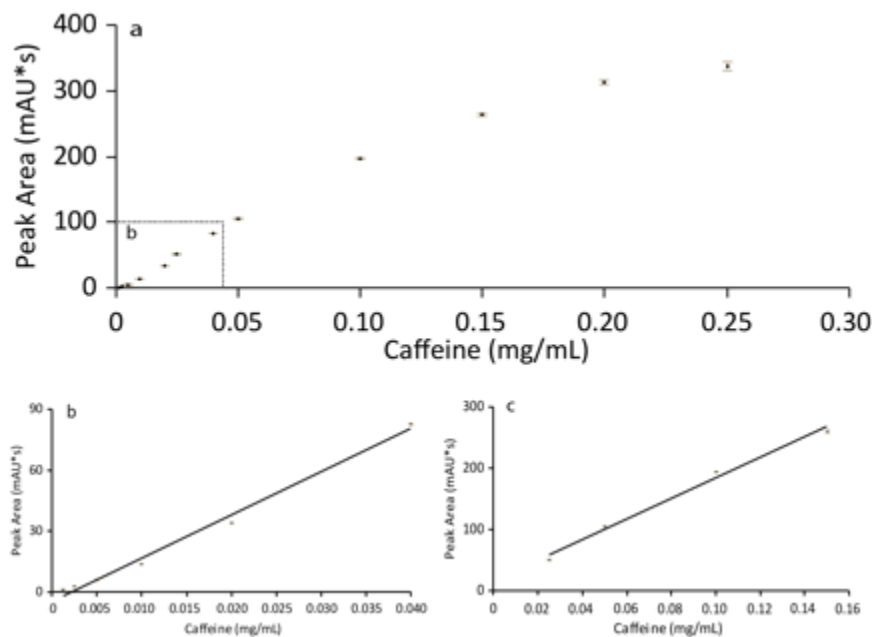 a
Peak Area (mAU*s)
400
300
200
100
0
b
0 0.05 0.10 0.15 0.20 0.25 0.30
Caffeine (mg/mL)
b
Peak Area (mAU*s)
90
60
30
0
0 0.005 0.010 0.015 0.020 0.025 0.030 0.035 0.040
Caffeine (mg/mL)
c
Peak Area (mAU*s)
300
200
100
0
0 0.02 0.04 0.06 0.08 0.10 0.12 0.14 0.16
Caffeine (mg/mL)